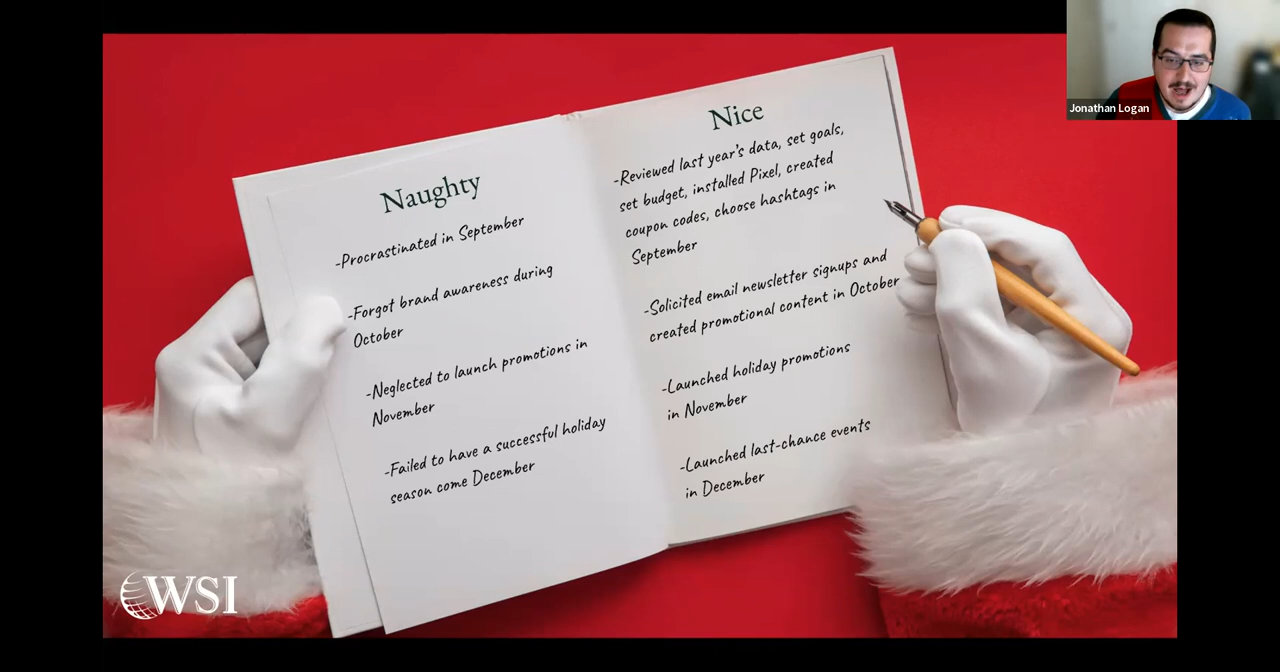 Jonathan Logan
Naughty
-Procrastinated in September
-Forgot brand awareness during
October
-Neglected to launch promotions in
November
-Failed to have a successful holiday
season come December
Nice
-Reviewed last year's data, set goals,
set budget, installed Pixel, created
coupon codes, choose hashtags in
September
-Solicited email newsletter signups and
created promotional content in October
-Launched holiday promotions
in November
-Launched last-chance events
in December
WSI